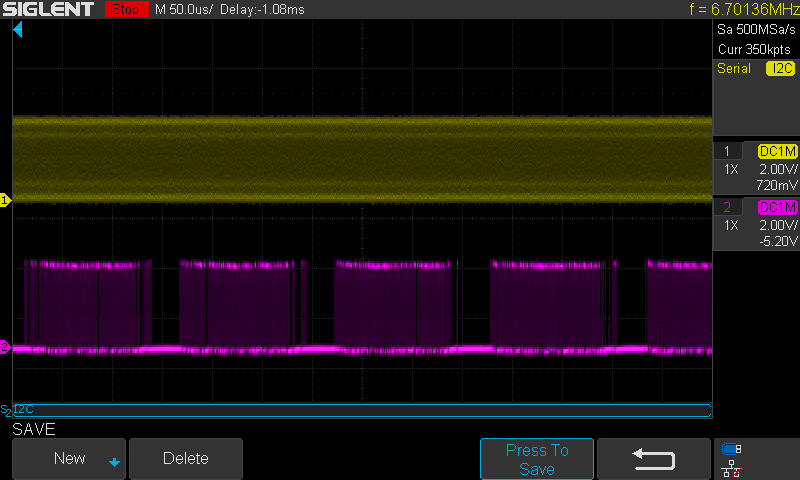 SIGLENT Stop M 50.0us/ Delay:-1.08ms f = 6.70136MHz
Sa 500MSa/s
Curr 350kpts
Serial I2C
1 DC1M
1X 2.00V/
720mV
2 DC1M
1X 2.00V/
-5.20V
1
2
S2 I2C
SAVE
New Delete Press To Save